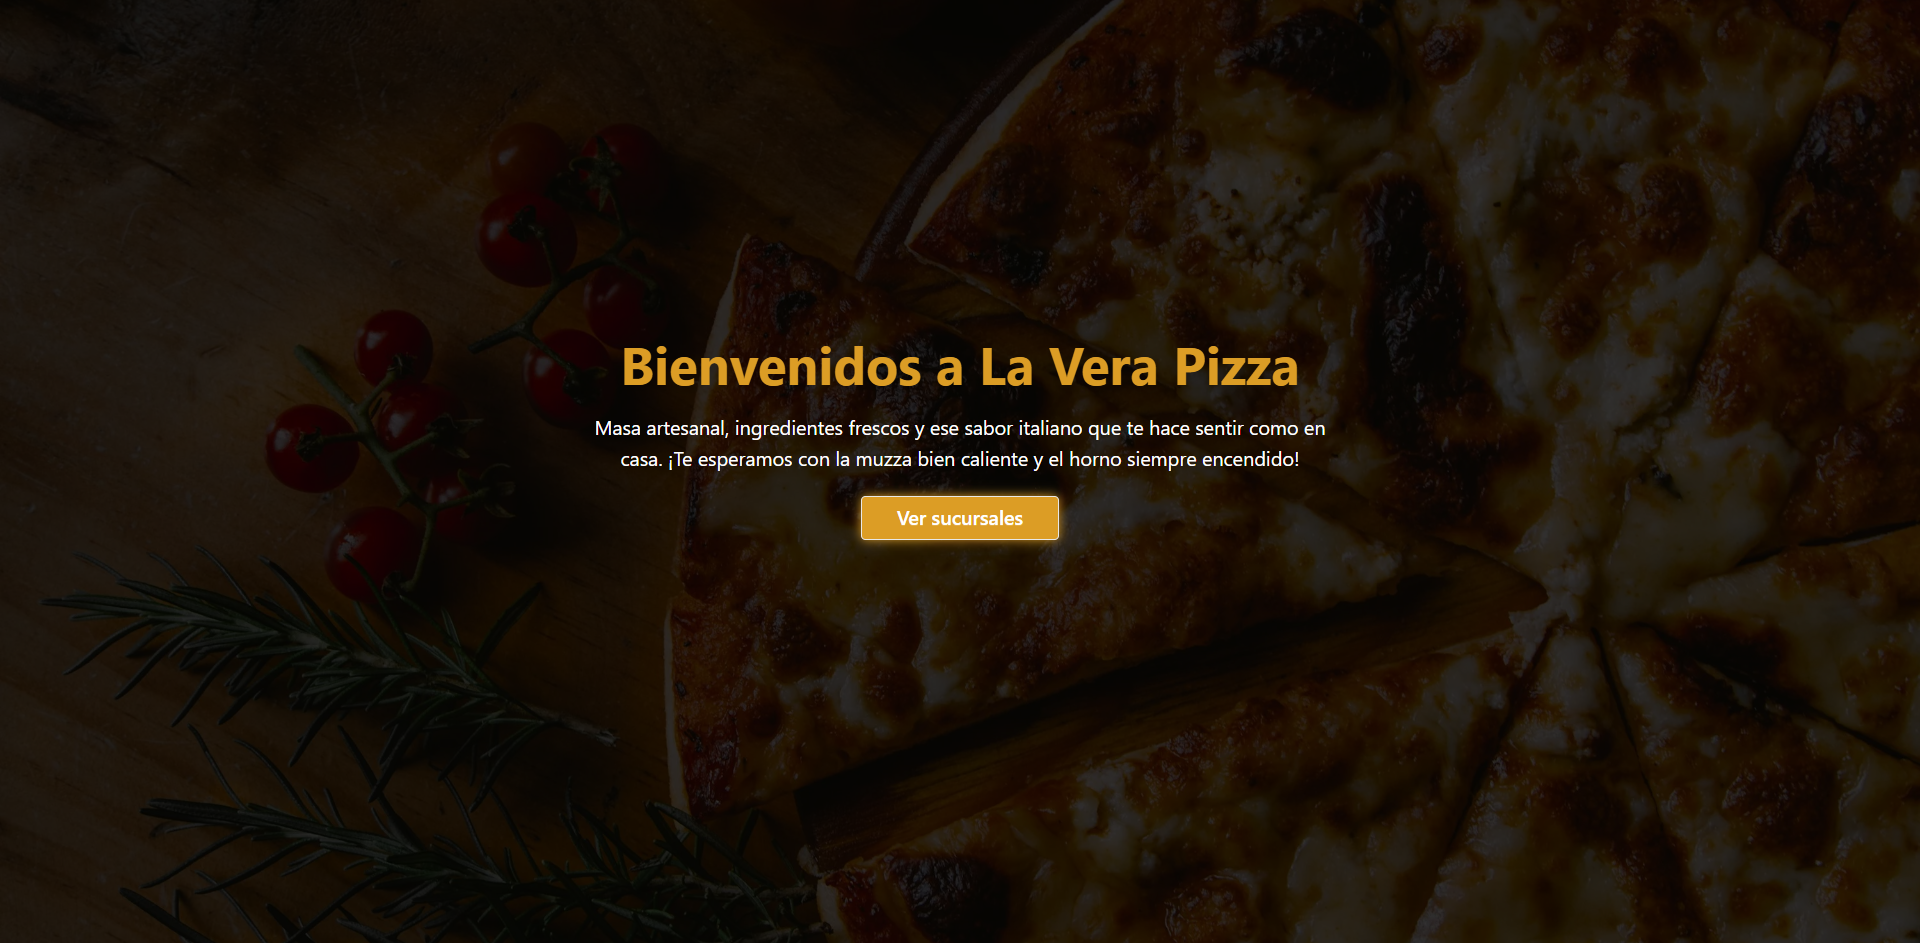 Bienvenidos a La Vera Pizza
Masa artesanal, ingredientes frescos y ese sabor italiano que te hace sentir como en
casa. ¡Te esperamos con la muzza bien caliente y el horno siempre encendido!
Ver sucursales